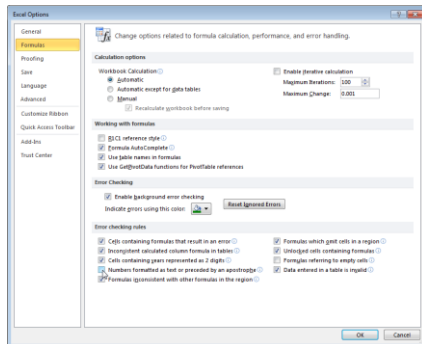 Excel Options
General
Formulas
Proofing
Save
Language
Advanced
Customize Ribbon
Quick Access Toolbar
Add-Ins
Trust Center
Change options related to formula calculation, performance, and error handling.
Calculation options
Workbook Calculation
Automatic
Automatic except for data tables
Manual
Recalculate workbook before saving
Enable iterative calculation
Maximum Iterations: 100
Maximum Change: 0.001
Working with formulas
R1C1 reference style
Formula AutoComplete
Use table names in formulas
Use GetPivotData functions for PivotTable references
Error Checking
Enable background error checking
Indicate errors using this color:
Reset Ignored Errors
Error checking rules
Cells containing formulas that result in an error
Inconsistent calculated column formula in tables
Cells containing years represented as 2 digits
Numbers formatted as text or preceded by an apostrophe
Formulas inconsistent with other formulas in the region
Formulas which omit cells in a region
Unlocked cells containing formulas
Formulas referring to empty cells
Data entered in a table is invalid
OK Cancel